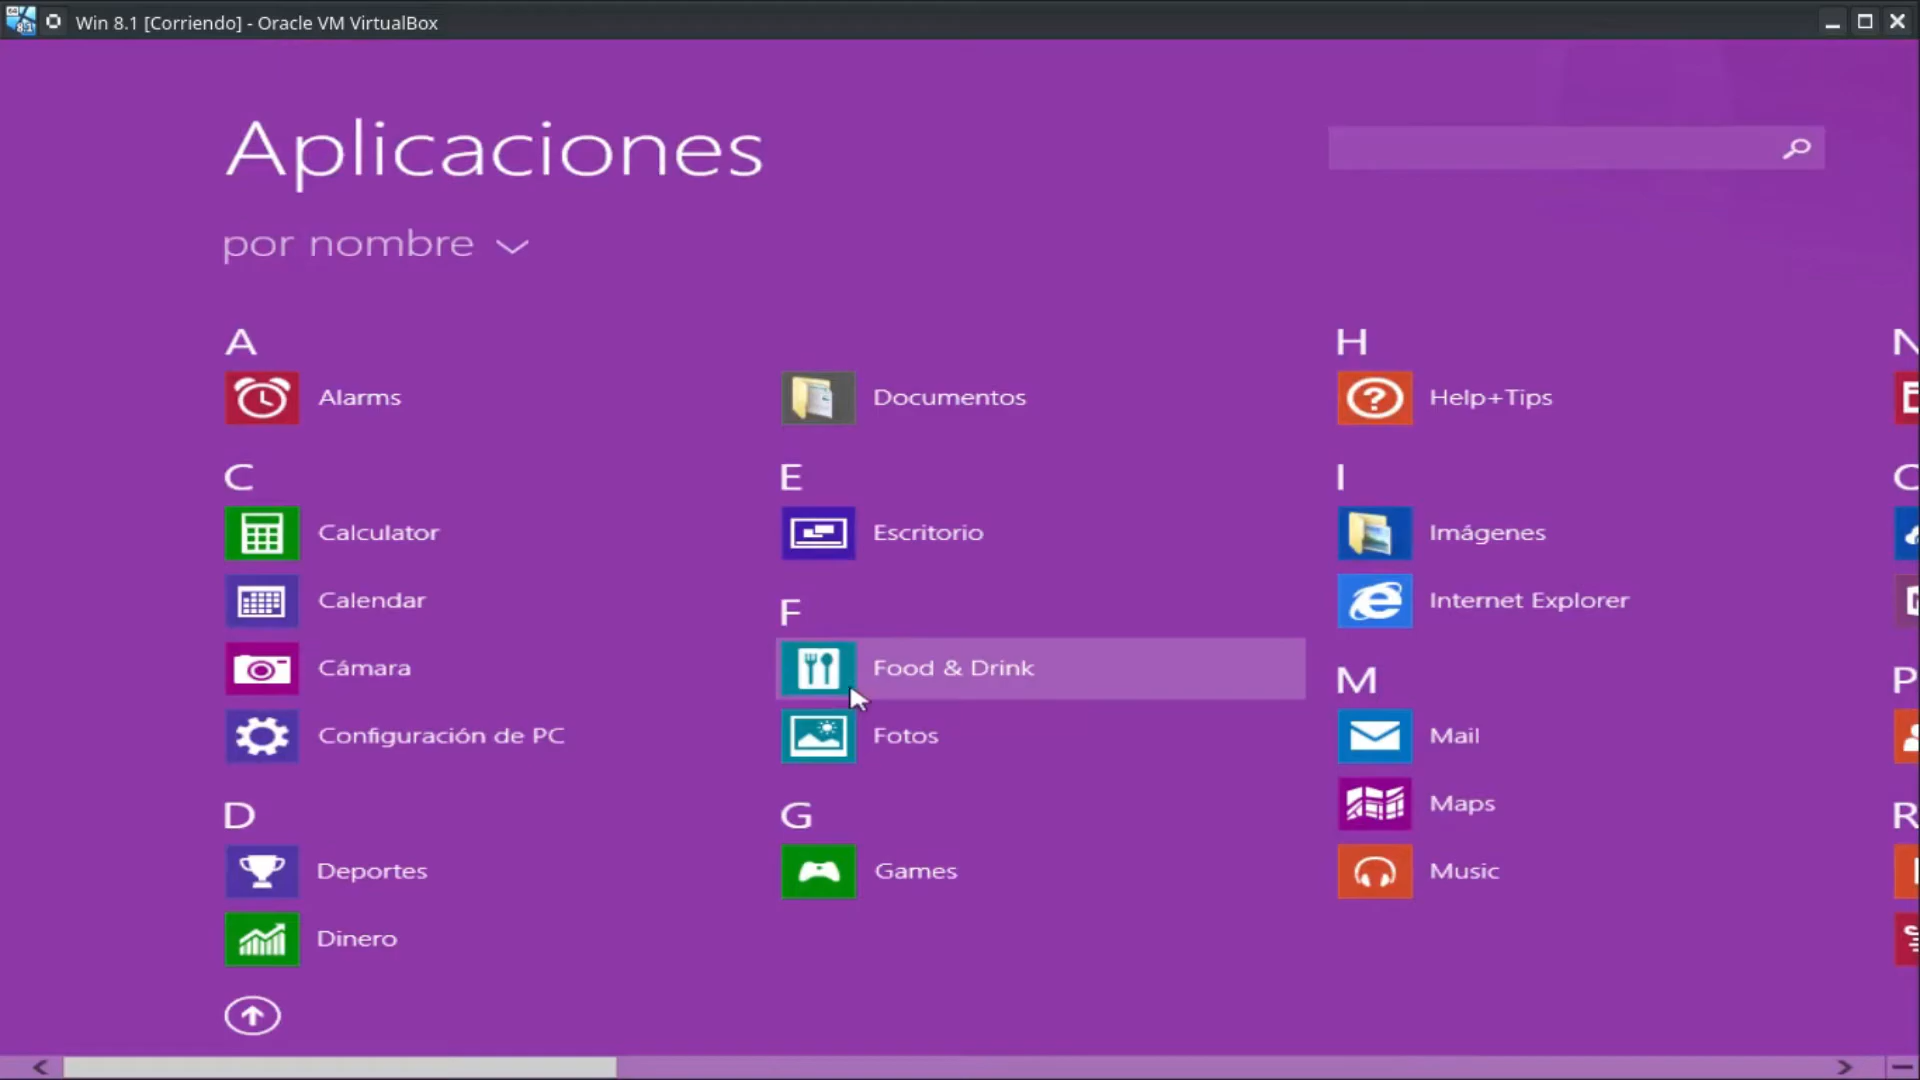 Win 8.1 [Corriendo] - Oracle VM VirtualBox
Aplicaciones
por nombre
A
Alarms
C
Calculator
Calendar
Cámara
Configuración de PC
D
Deportes
Dinero
Documentos
E
Escritorio
F
Food & Drink
Fotos
G
Games
H
Help+Tips
I
Imágenes
Internet Explorer
M
Mail
Maps
Music
N
P
R